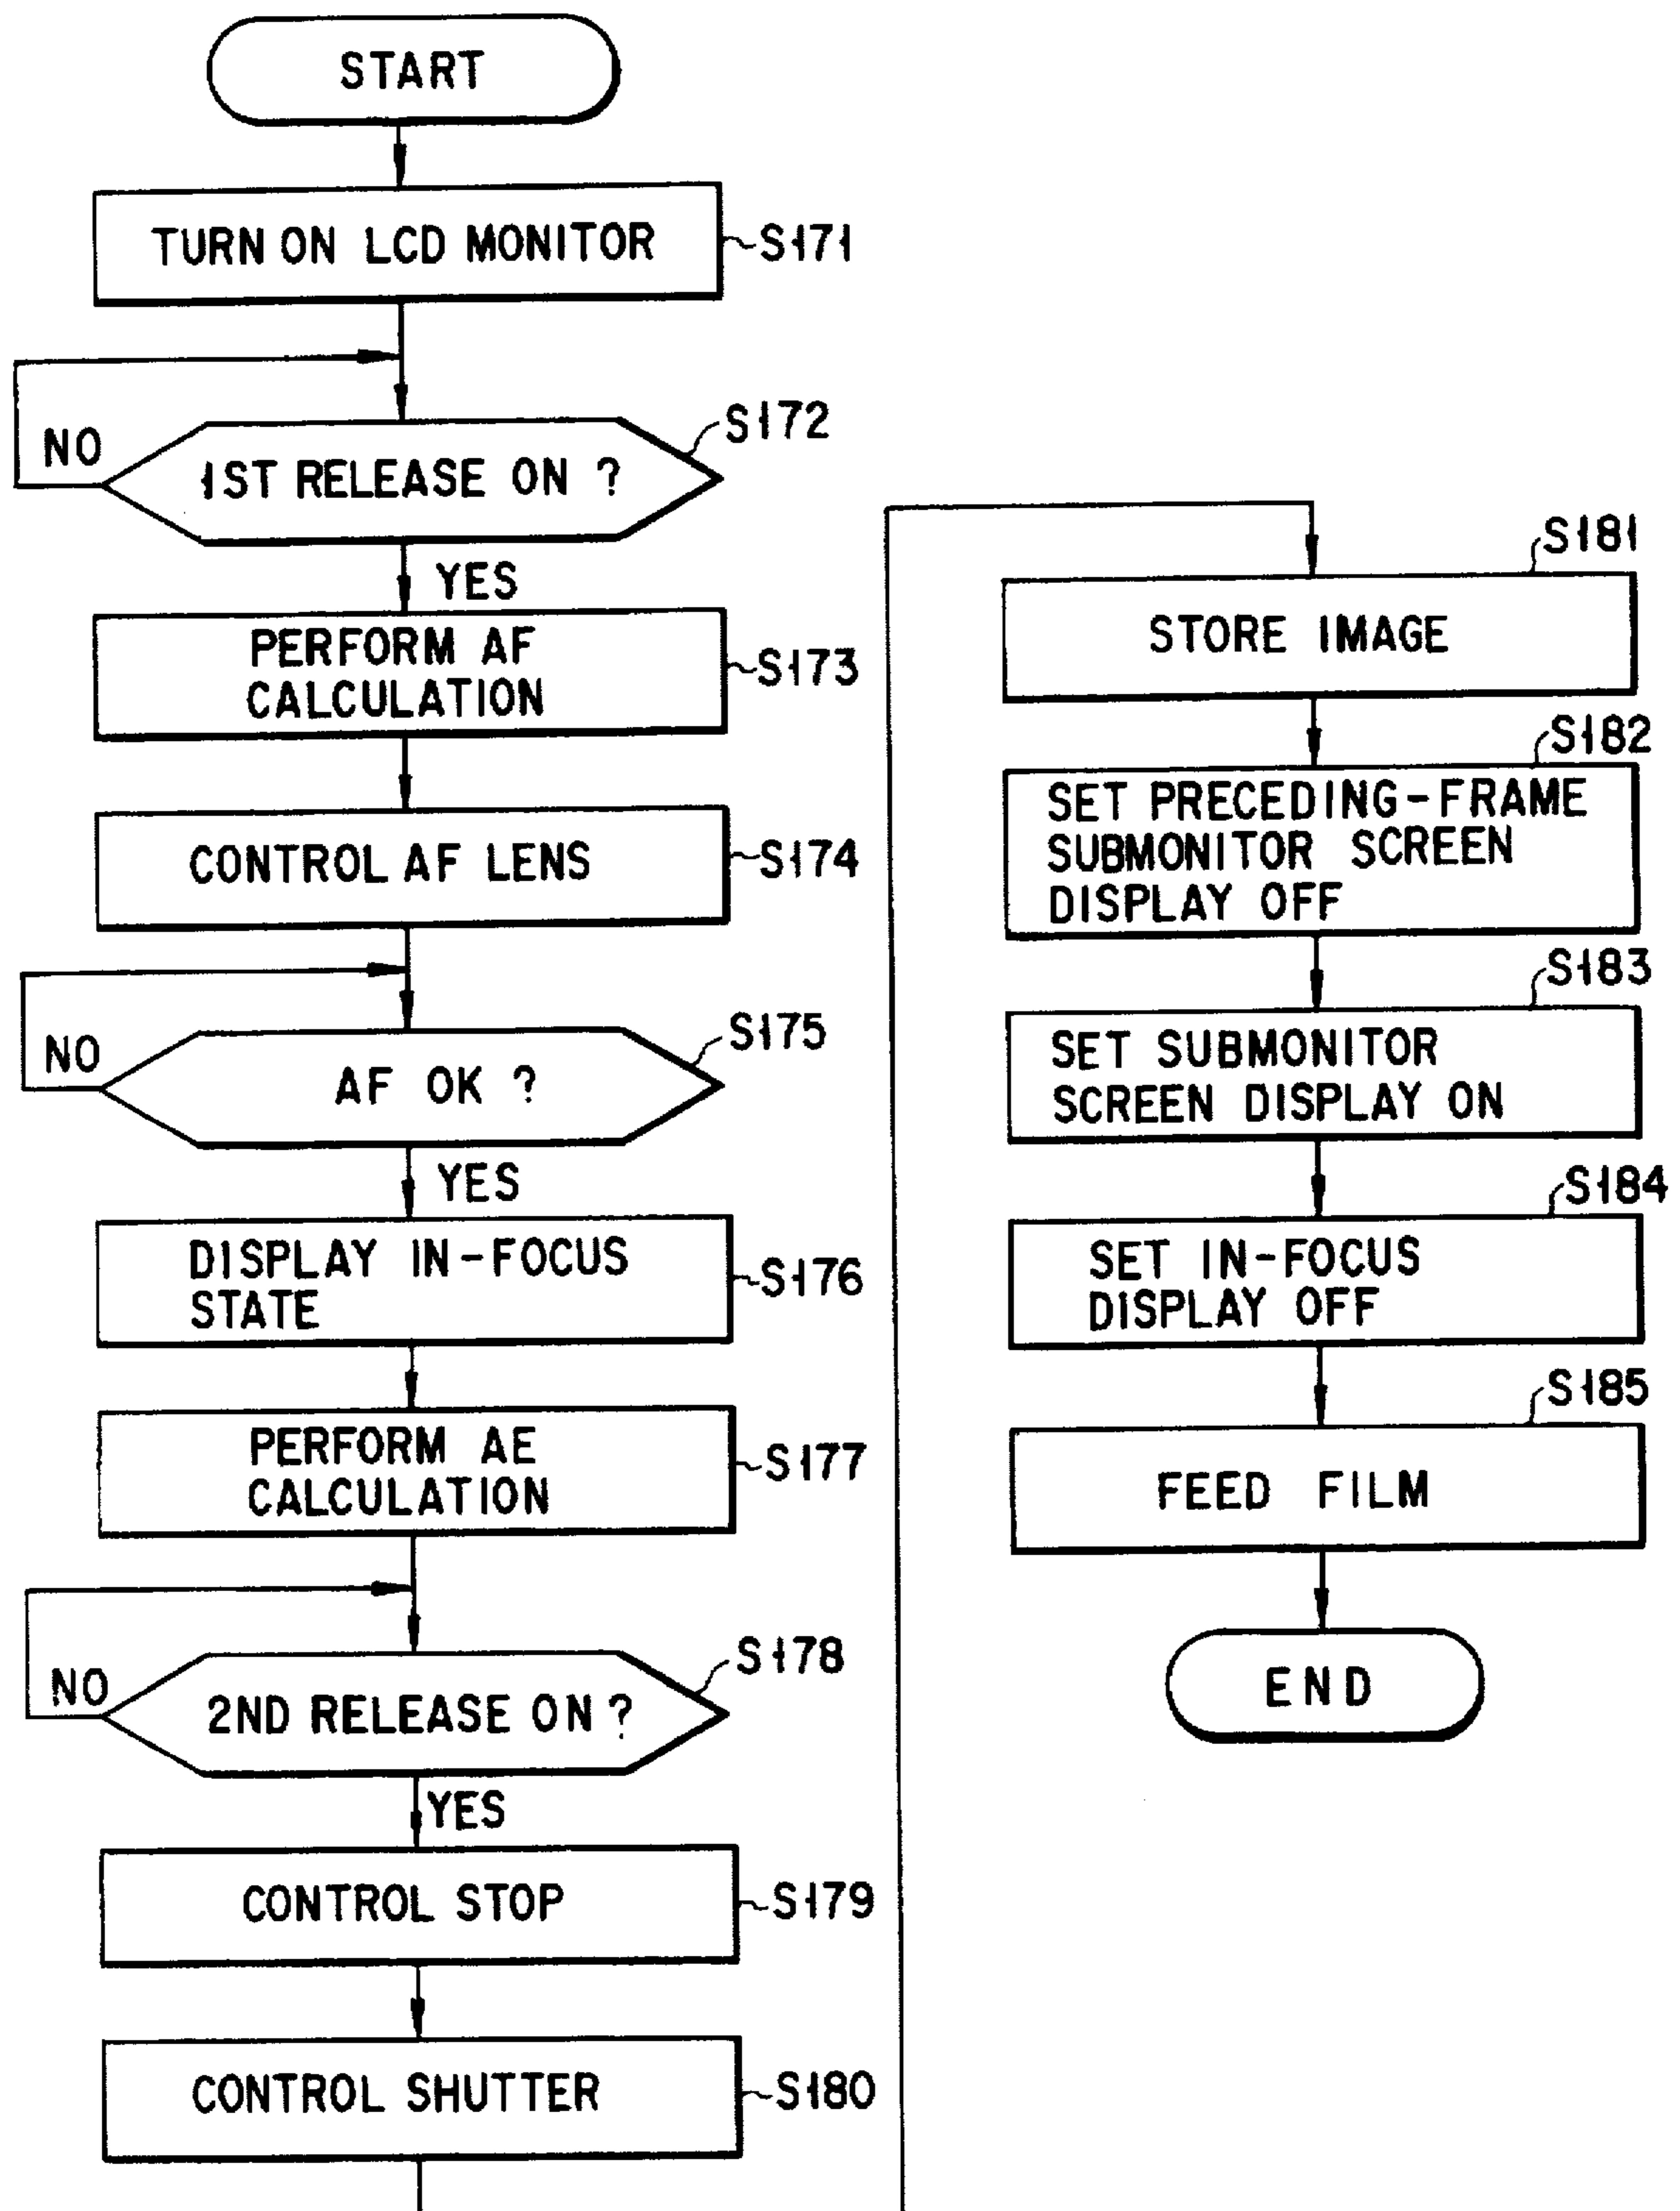 START
TURN ON LCD MONITOR
S171
S172
NO
1ST RELEASE ON ?
YES
PERFORM AF
CALCULATION
S173
CONTROL AF LENS
S174
S175
NO
AF OK ?
YES
DISPLAY IN-FOCUS
STATE
S176
PERFORM AE
CALCULATION
S177
S178
NO
2ND RELEASE ON ?
YES
CONTROL STOP
S179
CONTROL SHUTTER
S180
S181
STORE IMAGE
S182
SET PRECEDING-FRAME
SUBMONITOR SCREEN
DISPLAY OFF
S183
SET SUBMONITOR
SCREEN DISPLAY ON
S184
SET IN-FOCUS
DISPLAY OFF
S185
FEED FILM
END